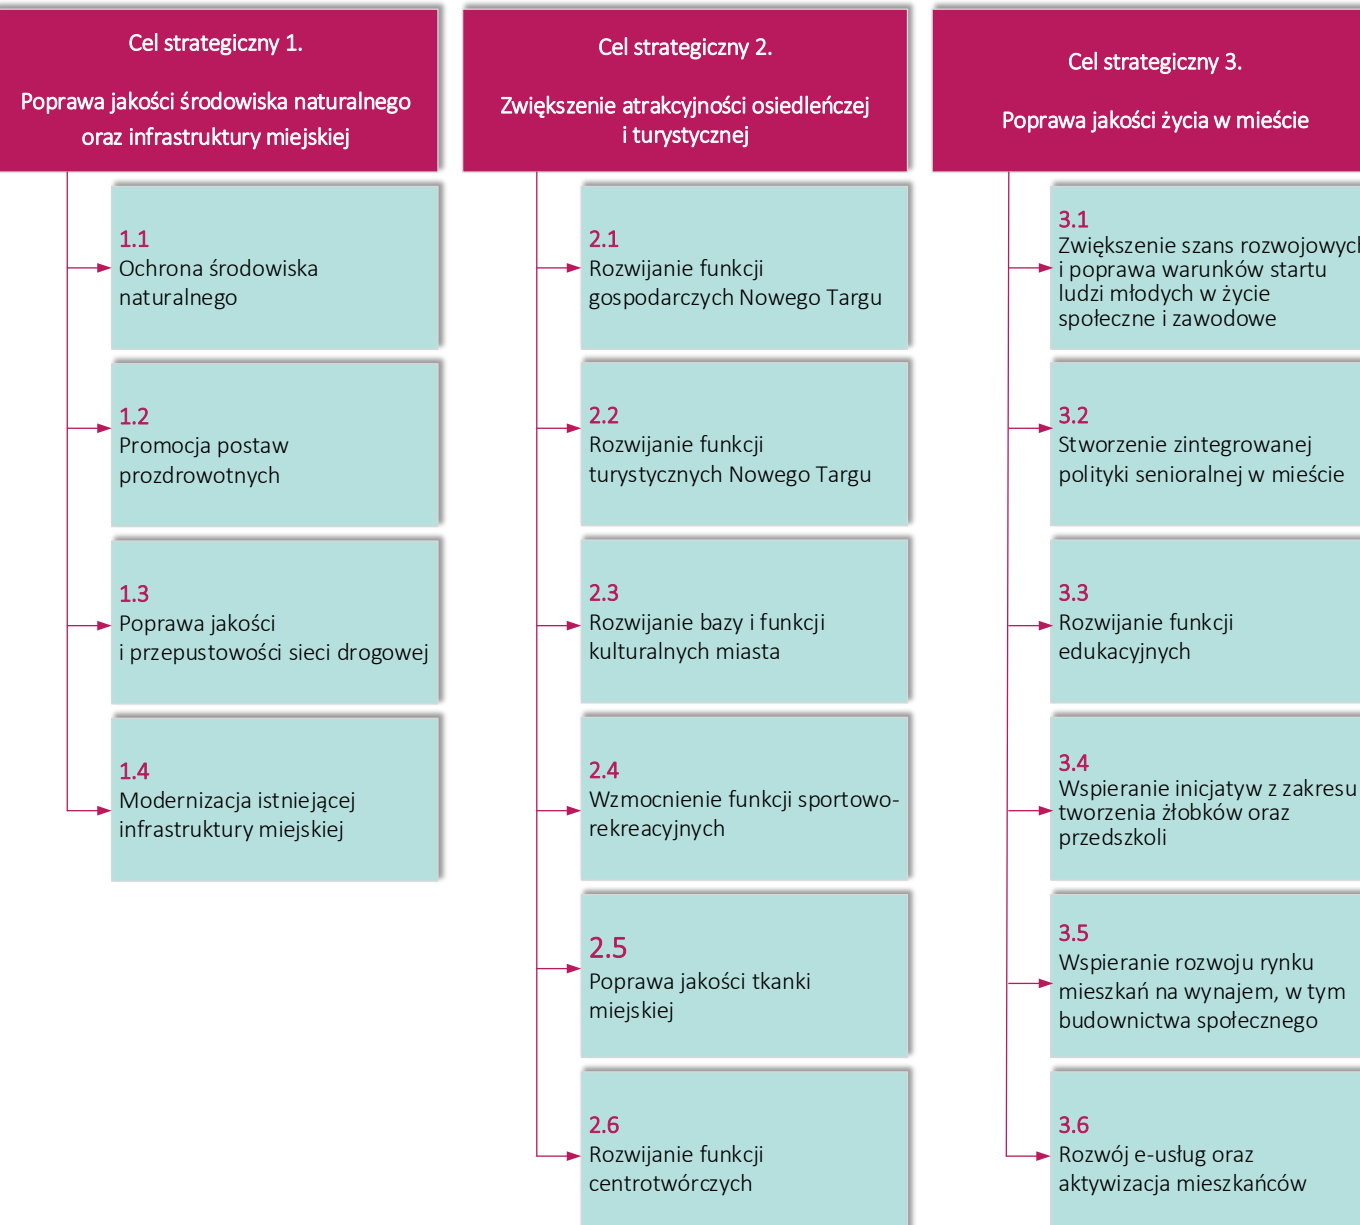 Cel strategiczny 1.
Poprawa jakości środowiska naturalnego
oraz infrastruktury miejskiej
1.1
Ochrona środowiska
naturalnego
1.2
Promocja postaw
prozdrowotnych
1.3
Poprawa jakości
i przepustowości sieci drogowej
1.4
Modernizacja istniejącej
infrastruktury miejskiej
Cel strategiczny 2.
Zwiększenie atrakcyjności osiedleńczej
i turystycznej
2.1
Rozwijanie funkcji
gospodarczych Nowego Targu
2.2
Rozwijanie funkcji
turystycznych Nowego Targu
2.3
Rozwijanie bazy i funkcji
kulturalnych miasta
2.4
Wzmocnienie funkcji sportowo-
rekreacyjnych
2.5
Poprawa jakości tkanki
miejskiej
2.6
Rozwijanie funkcji
centrotwórczych
Cel strategiczny 3.
Poprawa jakości życia w mieście
3.1
Zwiększenie szans rozwojowych
i poprawa warunków startu
ludzi młodych w życie
społeczne i zawodowe
3.2
Stworzenie zintegrowanej
polityki senioralnej w mieście
3.3
Rozwijanie funkcji
edukacyjnych
3.4
Wspieranie inicjatyw z zakresu
tworzenia żłobków oraz
przedszkoli
3.5
Wspieranie rozwoju rynku
mieszkań na wynajem, w tym
budownictwa społecznego
3.6
Rozwój e-usług oraz
aktywizacja mieszkańców